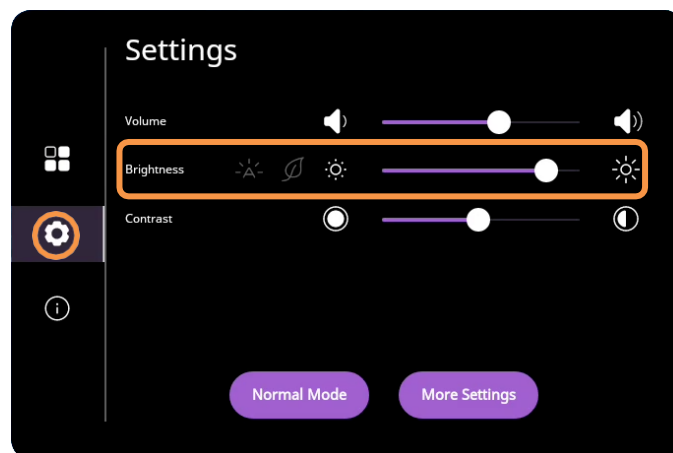 Settings
Volume
Brightness
Contrast
Normal Mode
More Settings